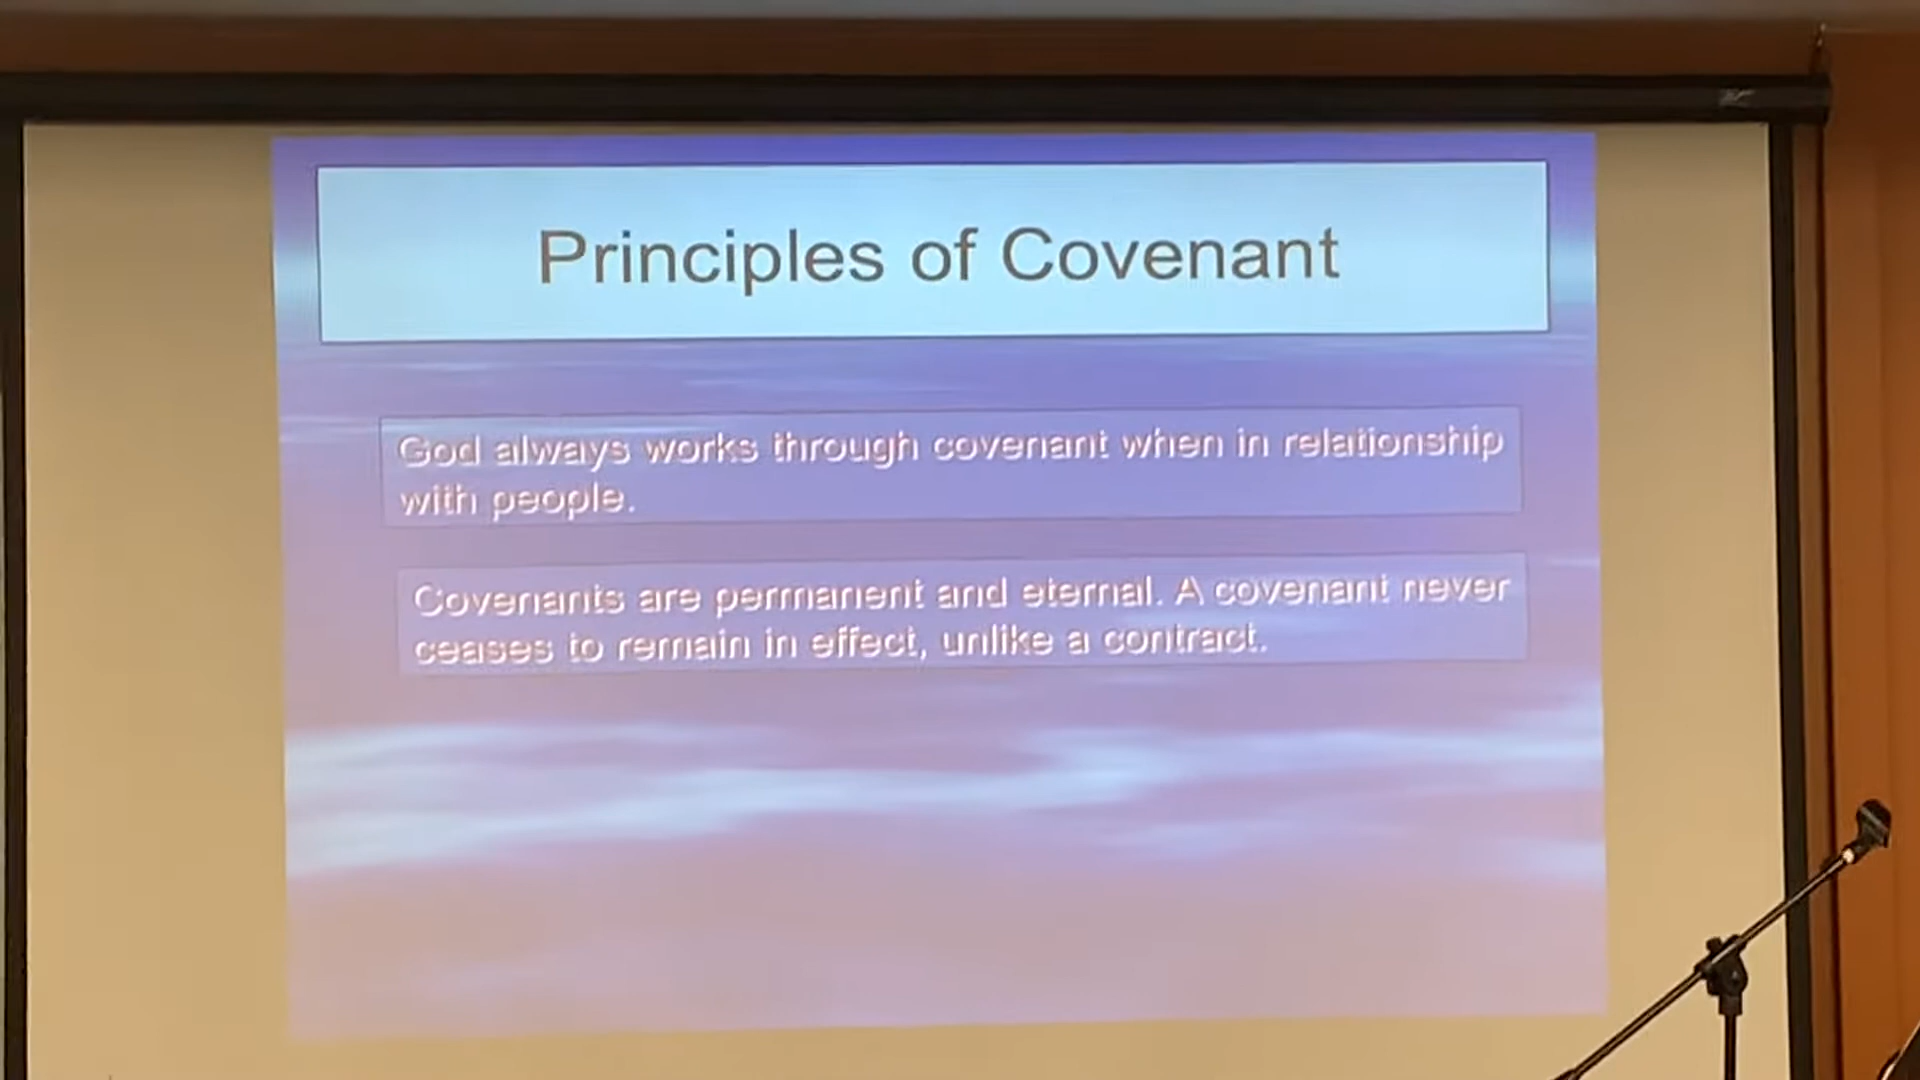 Principles of Covenant
God always works through covenant when in relationship
with people.
Covenants are permanent and eternal. A covenant never
ceases to remain in effect, unlike a contract.